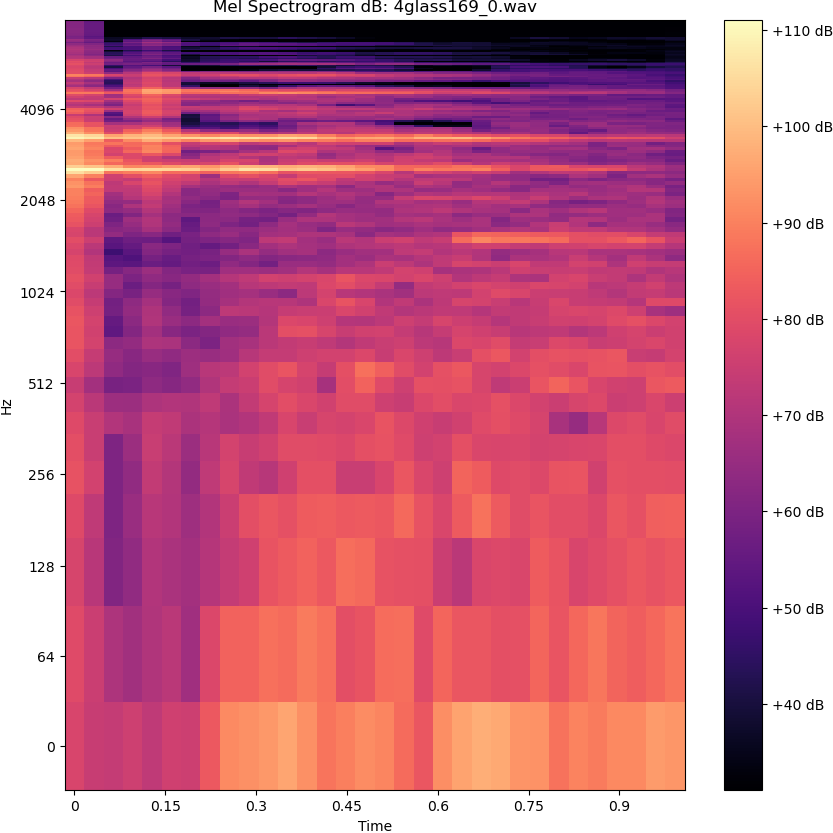 Mel Spectrogram dB: 4glass169_0.wav
+110 dB
+100 dB
+90 dB
+80 dB
+70 dB
+60 dB
+50 dB
+40 dB
4096
2048
1024
512
256
128
64
0
Hz
0 0.15 0.3 0.45 0.6 0.75 0.9
Time